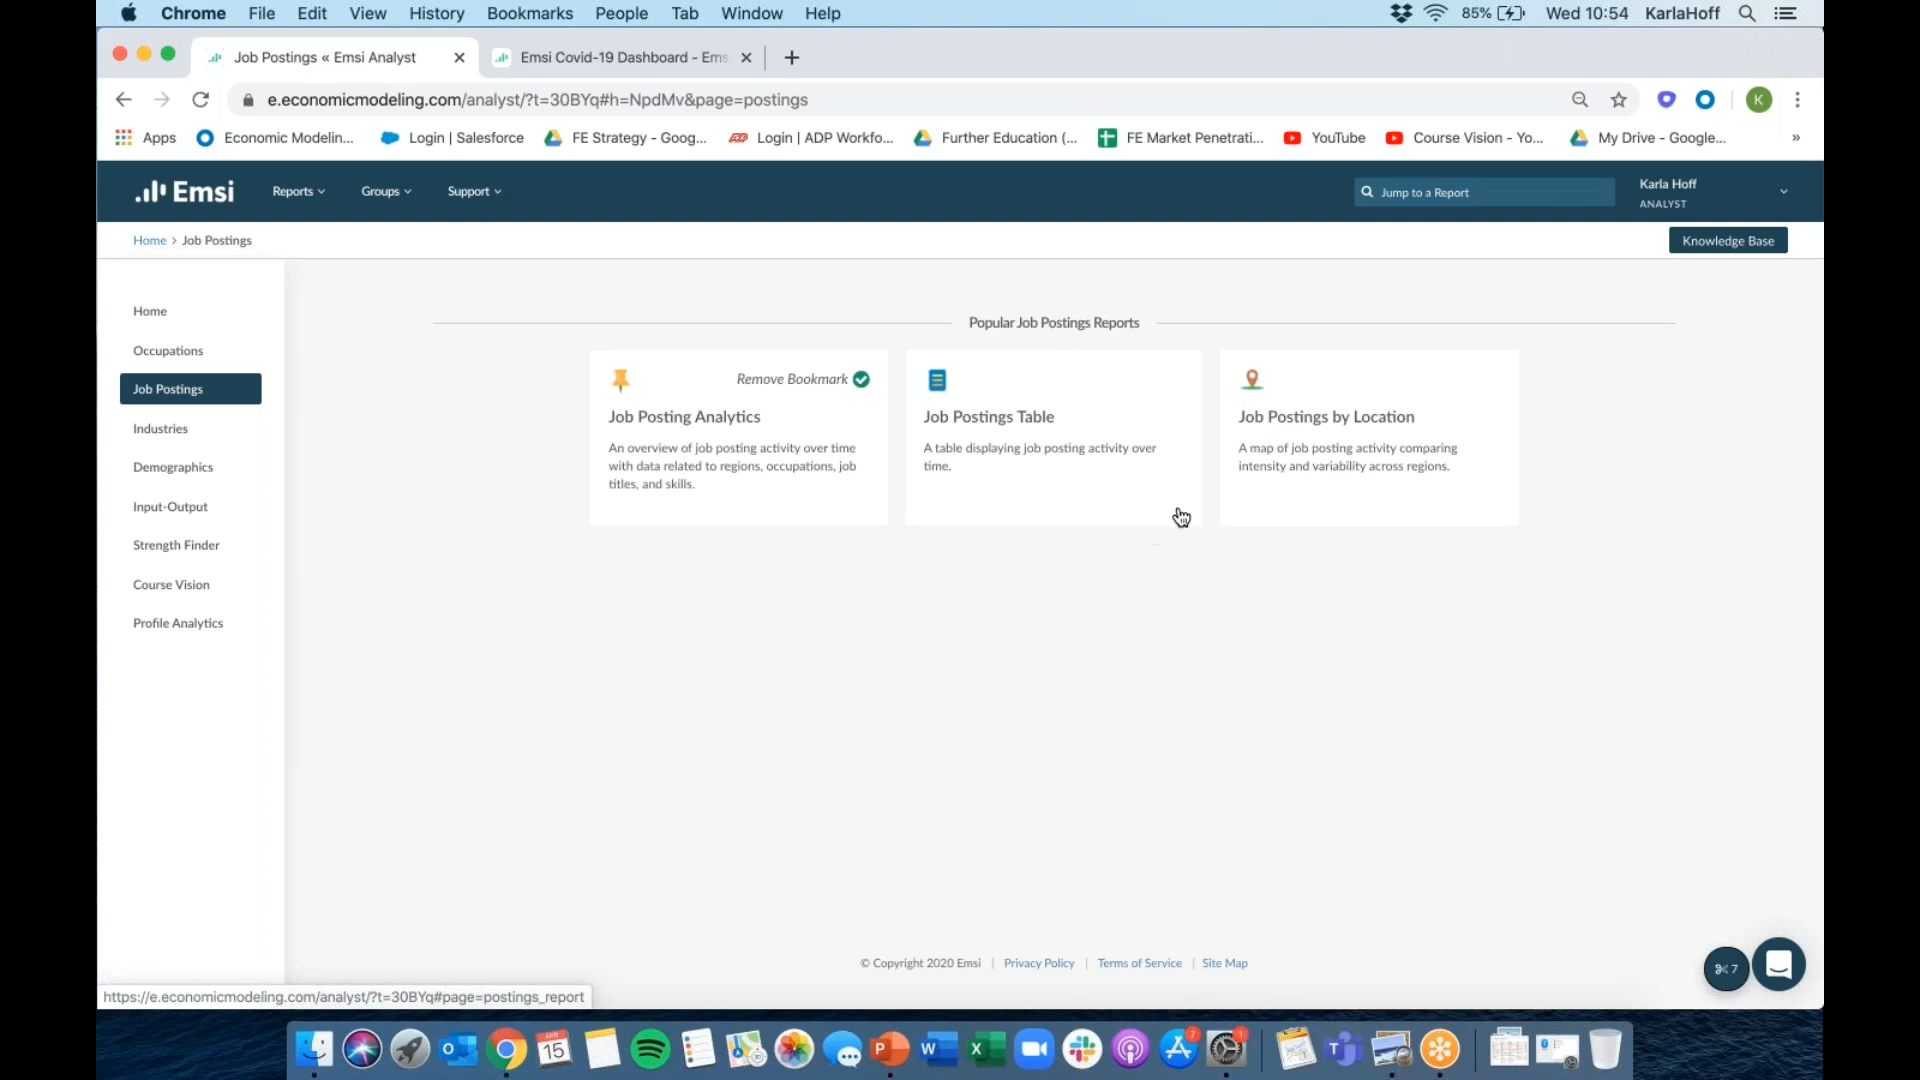 Chrome File Edit View History Bookmarks People Tab Window Help 85% Wed 10:54 KarlaHoff
Job Postings « Emsi Analyst Emsi Covid-19 Dashboard - Ems
e.economicmodeling.com/analyst/?t=30BYq#h=NpdMv&page=postings K
Apps Economic Modelin... Login | Salesforce FE Strategy - Goog... Login | ADP Workfo... Further Education (... FE Market Penetrati... YouTube Course Vision - Yo... My Drive - Google... »
Emsi Reports Groups Support Jump to a Report Karla Hoff
ANALYST
Home > Job Postings Knowledge Base
Home
Occupations
Job Postings
Industries
Demographics
Input-Output
Strength Finder
Course Vision
Profile Analytics
Popular Job Postings Reports
Remove Bookmark
Job Posting Analytics
An overview of job posting activity over time
with data related to regions, occupations, job
titles, and skills.
Job Postings Table
A table displaying job posting activity over
time.
Job Postings by Location
A map of job posting activity comparing
intensity and variability across regions.
© Copyright 2020 Emsi | Privacy Policy | Terms of Service | Site Map
7
https://e.economicmodeling.com/analyst/?t=30BYq#page=postings_report
APR
15
P
W
X
7
1